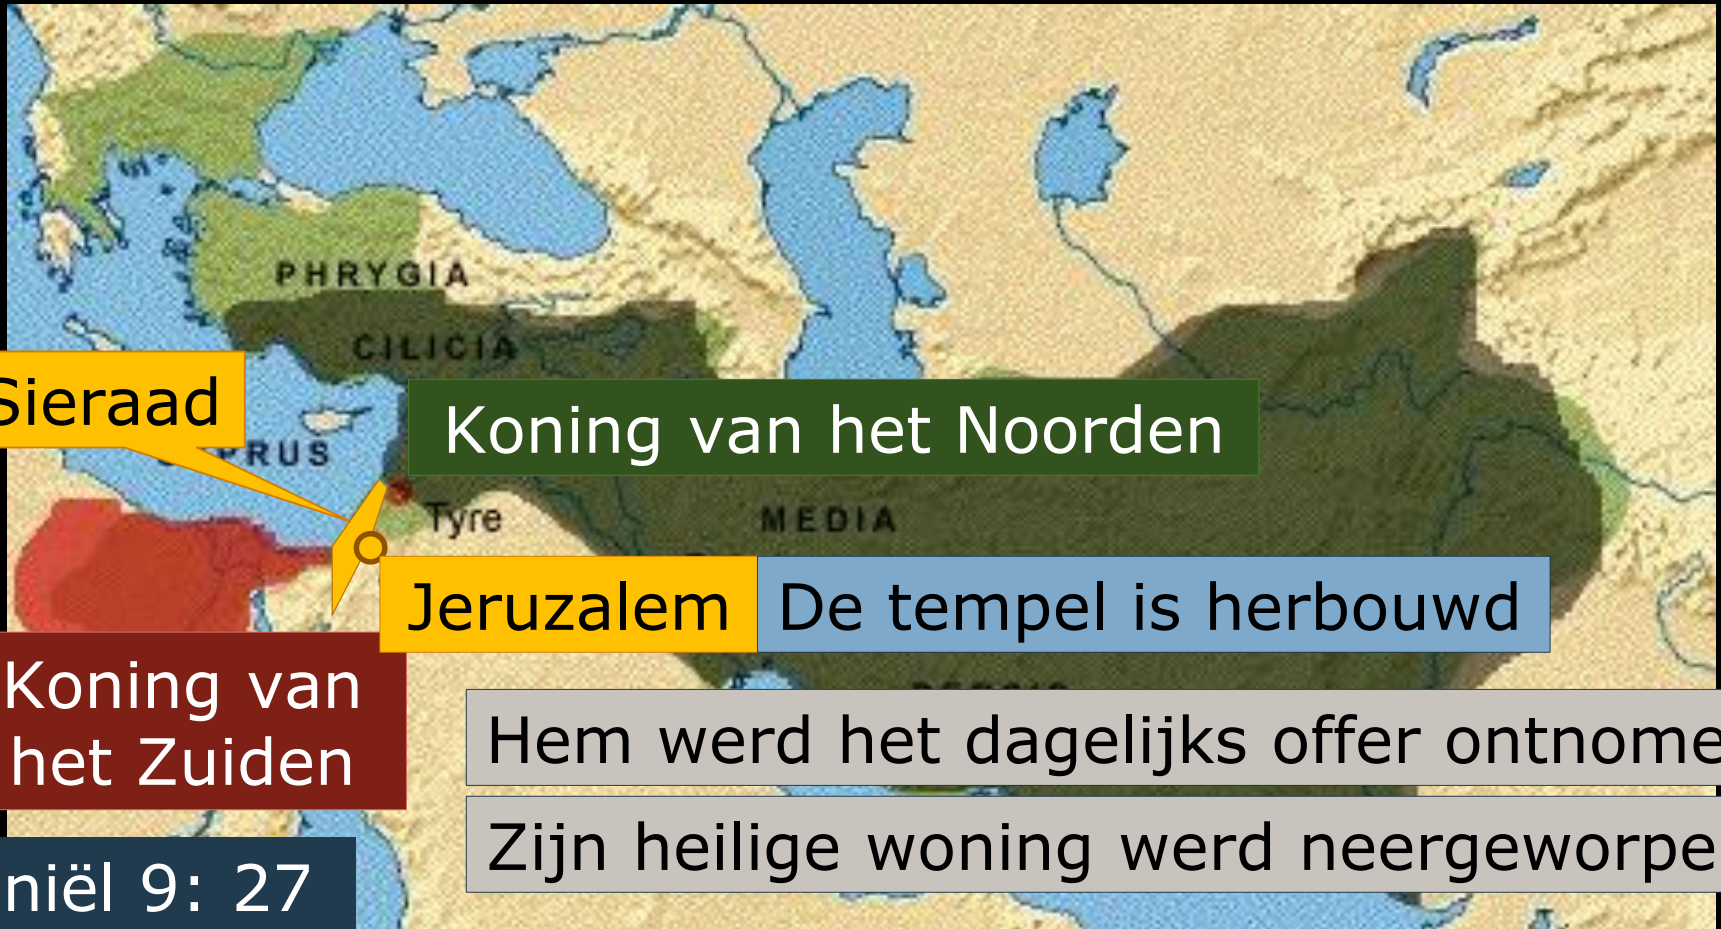 PHRYGIA
CILICIA
Sieraad
Koning van het Noorden
PRUS
Tyre
MEDIA
Jeruzalem
De tempel is herbouwd
Koning van
het Zuiden
Hem werd het dagelijks offer ontnome
Zijn heilige woning werd neergeworpe
niël 9: 27